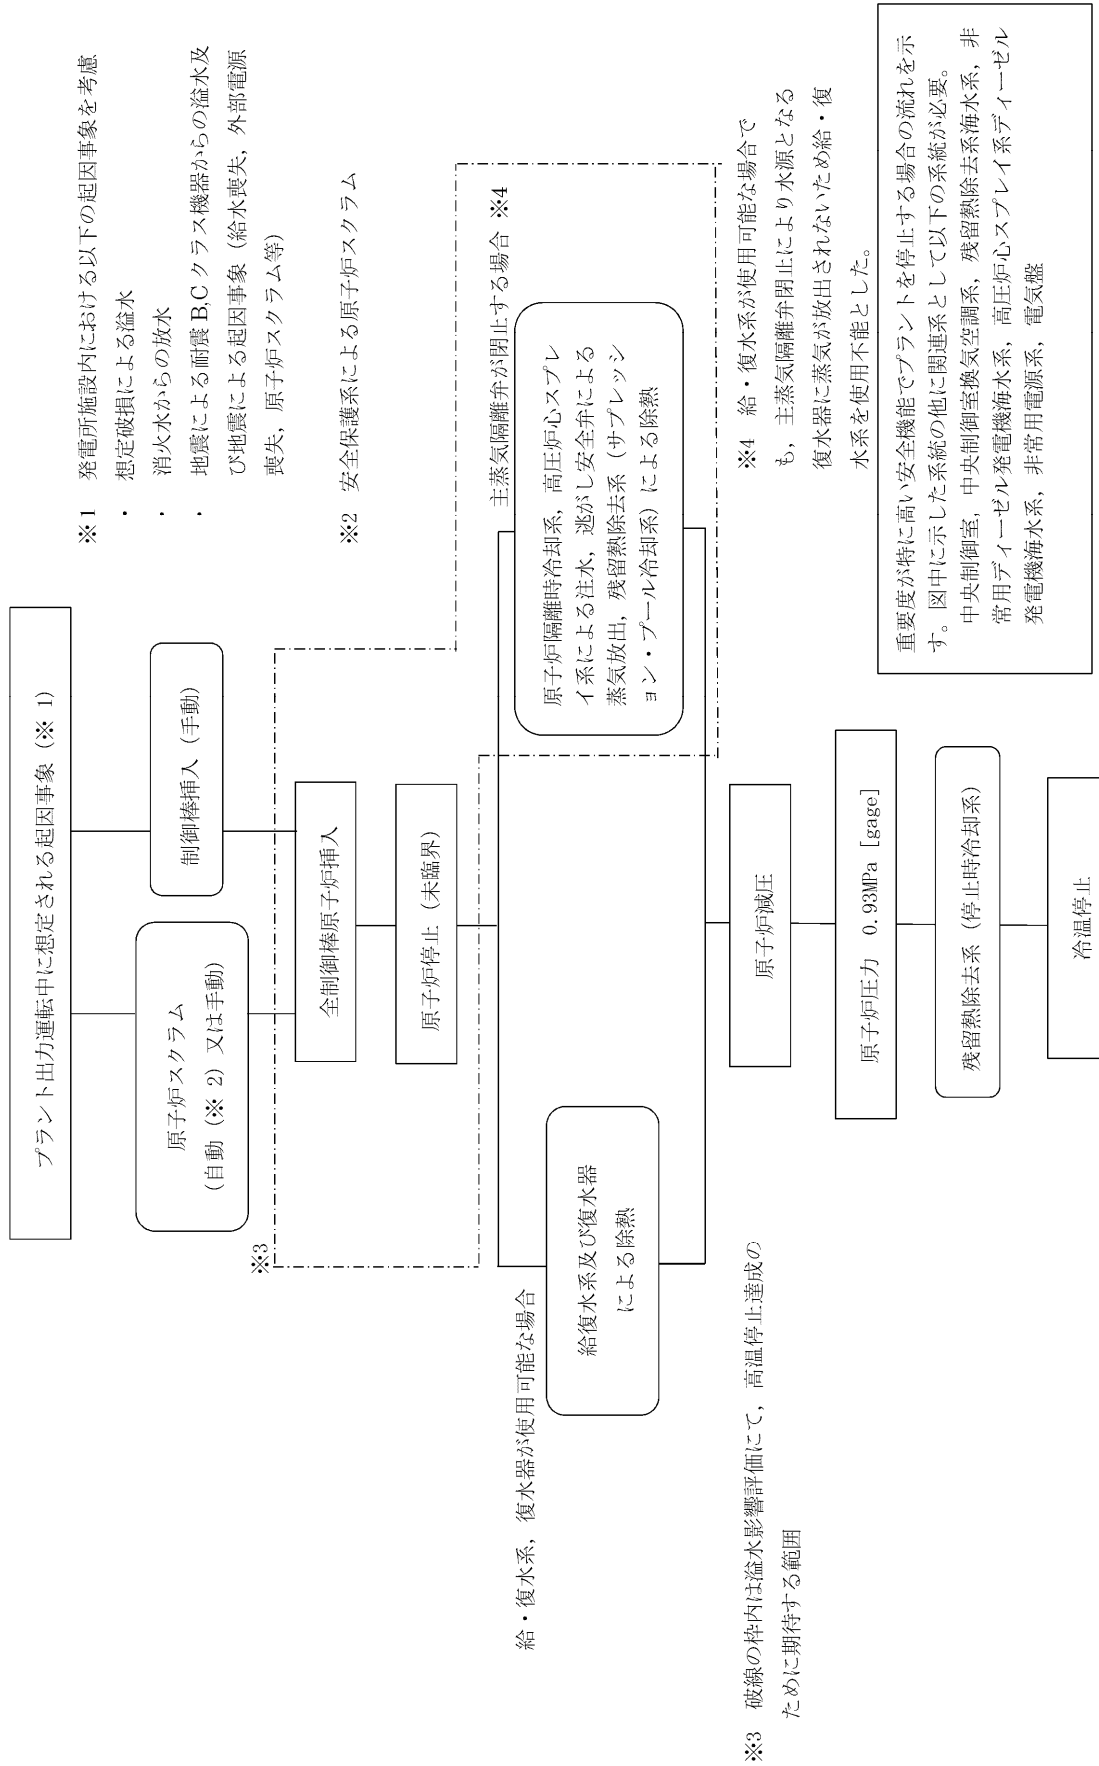 プラント出力運転中に想定される起因事象(※ 1)
原子炉スクラム
(自動(※ 2)又は手動)
制御棒挿入(手動)
※3
全制御棒原子炉挿入
原子炉停止(未臨界)
給・復水系,復水器が使用可能な場合
給復水系及び復水器
による除熱
主蒸気隔離弁が閉止する場合 ※4
原子炉隔離時冷却系,高圧炉心スプレ
イ系による注水,逃がし安全弁による
蒸気放出,残留熱除去系(サプレッシ
ョン・プール冷却系)による除熱
原子炉減圧
原子炉圧力 0.93MPa [gage]
残留熱除去系(停止時冷却系)
冷温停止
※1 発電所施設内における以下の起因事象を考慮
・ 想定破損による溢水
・ 消火水からの放水
・ 地震による耐震 B,C クラス機器からの溢水及
び地震による起因事象(給水喪失,外部電源
喪失,原子炉スクラム等)
※2 安全保護系による原子炉スクラム
※3 破線の枠内は溢水影響評価にて,高温停止達成の
ために期待する範囲
※4 給・復水系が使用可能な場合で
も,主蒸気隔離弁閉止により水源となる
復水器に蒸気が放出されないため給・復
水系を使用不能とした。
重要度が特に高い安全機能でプラントを停止する場合の流れを示
す。図中に示した系統の他に関連系として以下の系統が必要。
中央制御室,中央制御室換気空調系,残留熱除去系海水系,非
常用ディーゼル発電機海水系,高圧炉心スプレイ系ディーゼル
発電機海水系,非常用電源系,電気盤